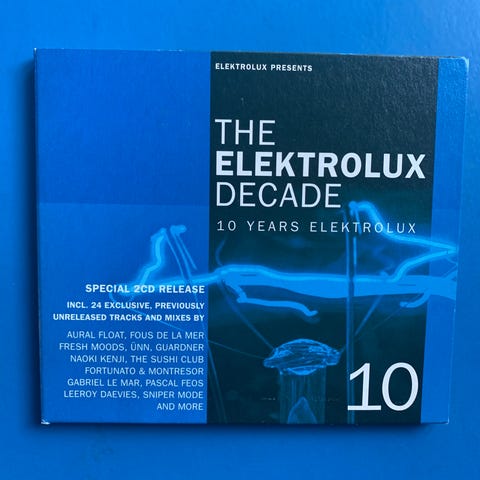 ELEKTROLUX PRESENTS
THE
ELEKTROLUX
DECADE
10 YEARS ELEKTROLUX
SPECIAL 2CD RELEASE
INCL. 24 EXCLUSIVE, PREVIOUSLY
UNRELEASED TRACKS AND MIXES BY
AURAL FLOAT, FOUS DE LA MER
FRESH MOODS, ÜNN, GUARDNER
NAOKI KENJI, THE SUSHI CLUB
FORTUNATO & MONTRESOR
GABRIEL LE MAR, PASCAL FEOS
LEEROY DAEVIES, SNIPER MODE
AND MORE
10